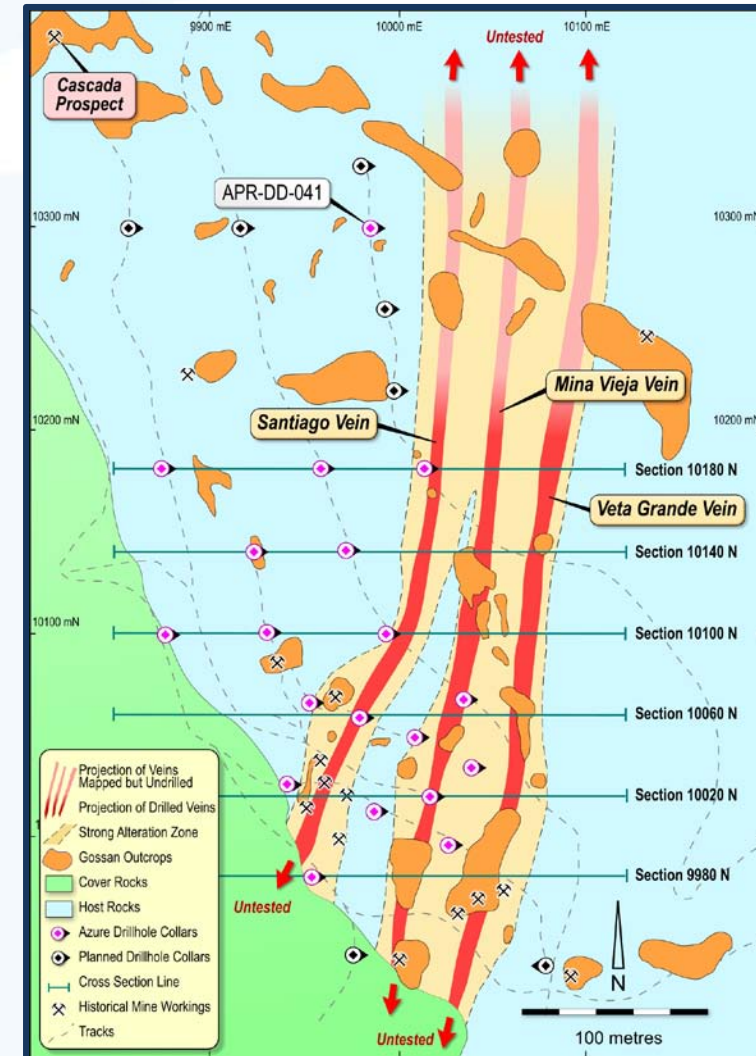 9900 mE
10000 mE
10100 mE
Untested
Cascada
Prospect
APR-DD-041
10300 mN
10300 mN
Mina Vieja Vein
Santiago Vein
10200 mN
10200 mN
Section 10180 N
Veta Grande Vein
Section 10140 N
10100 mN
Section 10100 N
Section 10060 N
Section 10020 N
Section 9980 N
Untested
Untested
Projection of Veins
Mapped but Undrilled
Projection of Drilled Veins
Strong Alteration Zone
Gossan Outcrops
Cover Rocks
Host Rocks
Azure Drillhole Collars
Planned Drillhole Collars
Cross Section Line
Historical Mine Workings
Tracks
N
100 metres